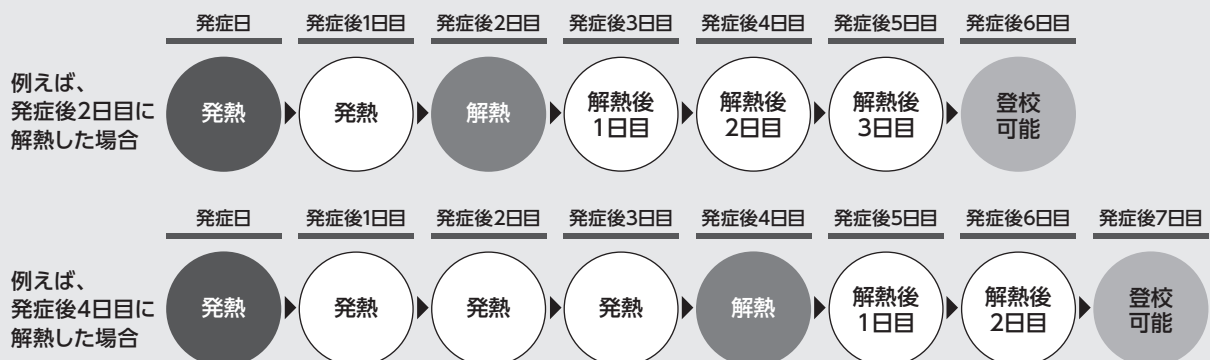 発症日 発症後1日目 発症後2日目 発症後3日目 発症後4日目 発症後5日目 発症後6日目
例えば、
発症後2日目に
解熱した場合
発熱
発熱
解熱
解熱後
1日目
解熱後
2日目
解熱後
3日目
登校
可能
発症日 発症後1日目 発症後2日目 発症後3日目 発症後4日目 発症後5日目 発症後6日目 発症後7日目
例えば、
発症後4日目に
解熱した場合
発熱
発熱
発熱
発熱
解熱
解熱後
1日目
解熱後
2日目
登校
可能